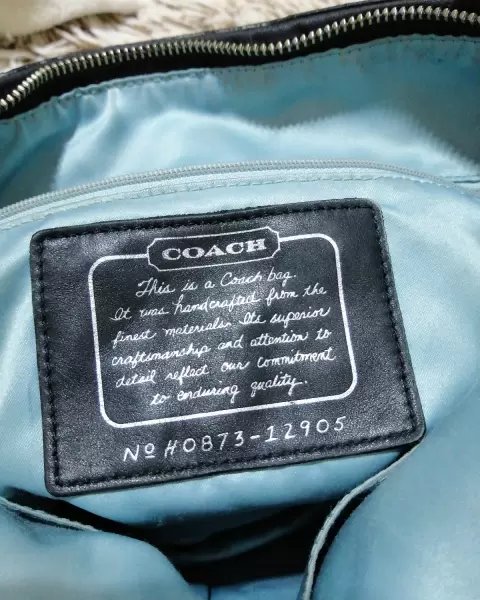 COACH
This is a Coach bag.
It was handcrafted from the
finest materials. Its superior
craftsmanship and attention to
detail reflect our commitment
to enduring quality.
Nº H0873-12905